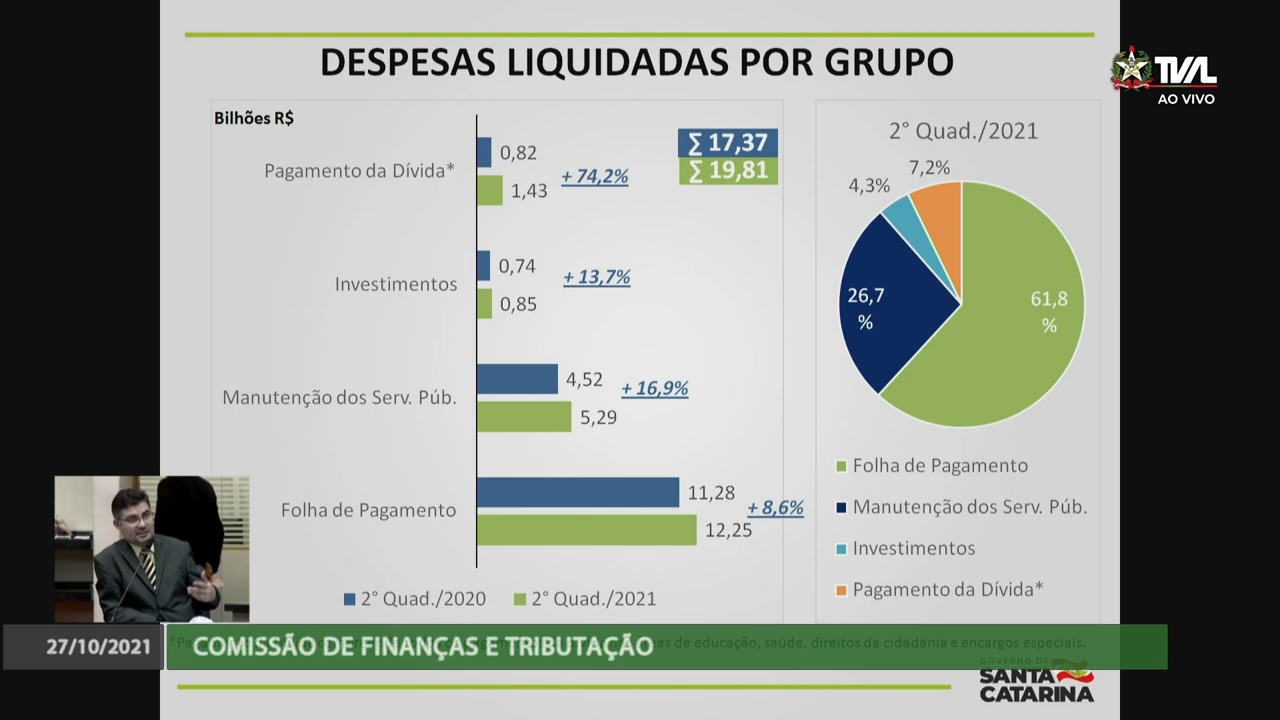 DESPESAS LIQUIDADAS POR GRUPO
TVAL
AO VIVO
Bilhões R$
∑ 17,37
∑ 19,81
Pagamento da Dívida*
0,82
1,43
+ 74,2%
Investimentos
0,74
0,85
+ 13,7%
Manutenção dos Serv. Púb.
4,52
5,29
+ 16,9%
Folha de Pagamento
11,28
12,25
+ 8,6%
2° Quad./2020
2° Quad./2021
2° Quad./2021
7,2%
4,3%
26,7
%
61,8
%
Folha de Pagamento
Manutenção dos Serv. Púb.
Investimentos
Pagamento da Dívida*
27/10/2021
COMISSÃO DE FINANÇAS E TRIBUTAÇÃO
de educação, saúde, direitos da cidadania e encargos especiais.
GOVERNO DE
SANTA
CATARINA